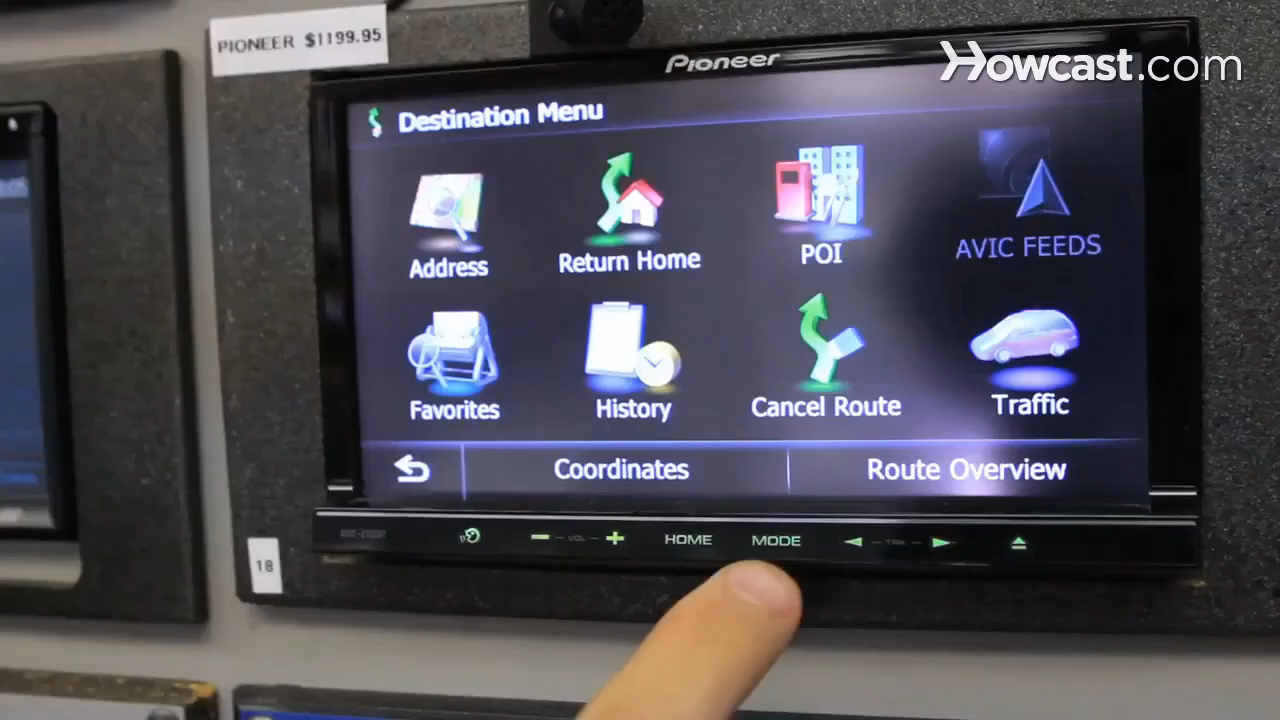 PIONEER $1199.95
Pioneer
Howcast.com
Destination Menu
Address
Return Home
POI
AVIC FEEDS
Favorites
History
Cancel Route
Traffic
Coordinates
Route Overview
VOL
HOME
MODE
TRK
18